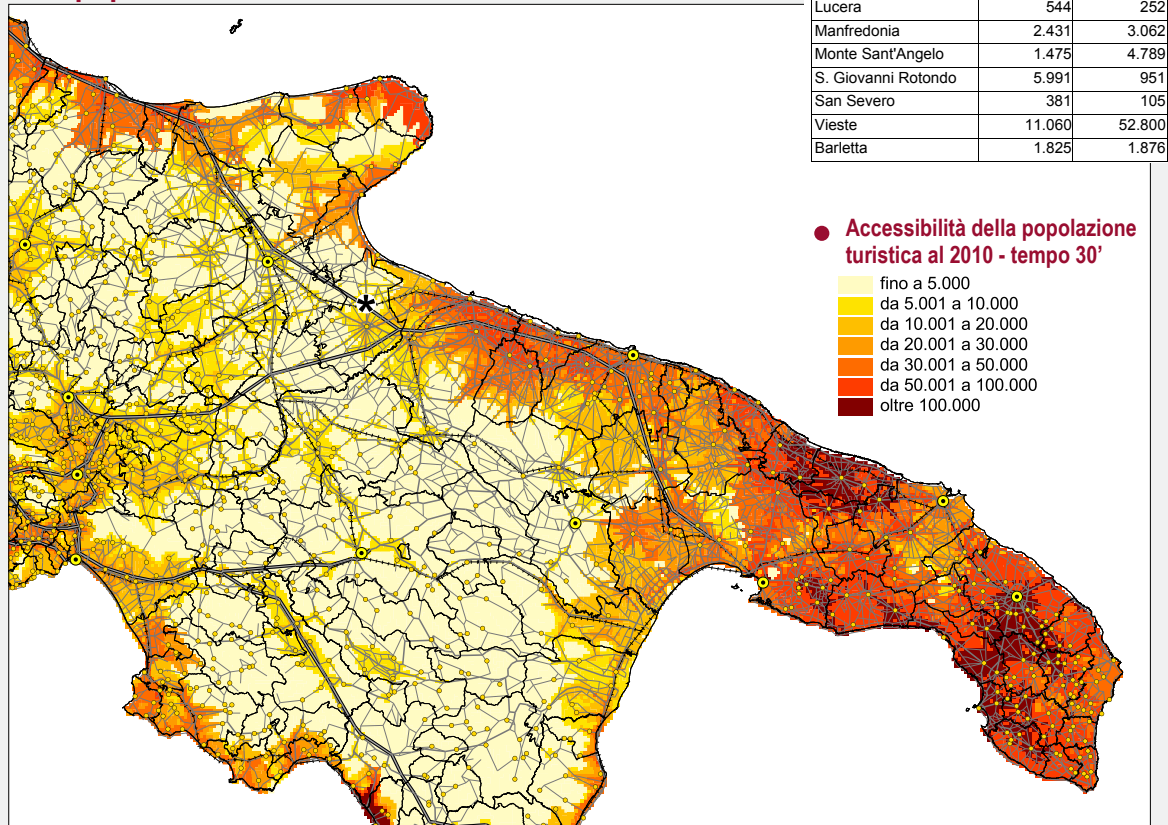 Lucera 544 252
Manfredonia 2.431 3.062
Monte Sant'Angelo 1.475 4.789
S. Giovanni Rotondo 5.991 951
San Severo 381 105
Vieste 11.060 52.800
Barletta 1.825 1.876
Accessibilità della popolazione
turistica al 2010 - tempo 30'
fino a 5.000
da 5.001 a 10.000
da 10.001 a 20.000
da 20.001 a 30.000
da 30.001 a 50.000
da 50.001 a 100.000
oltre 100.000
*